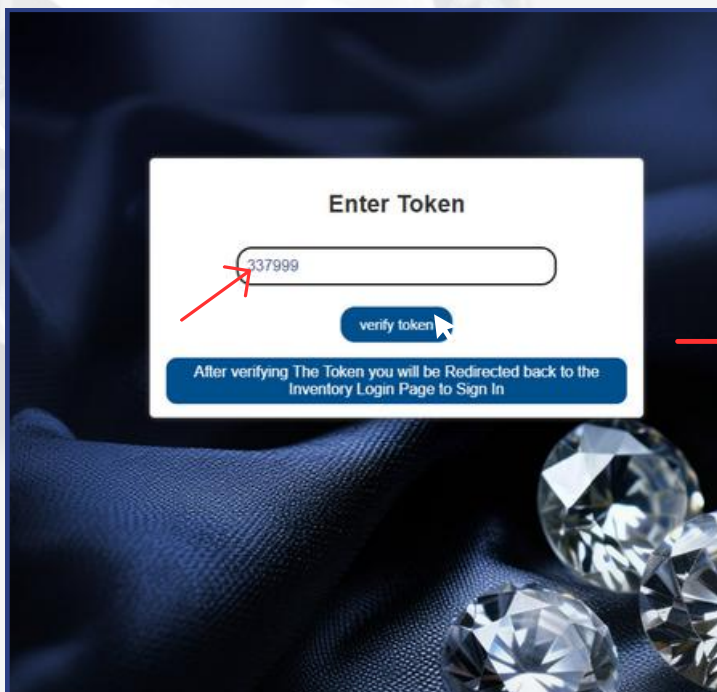 Enter Token
337999
verify token
After verifying The Token you will be Redirected back to the
Inventory Login Page to Sign In